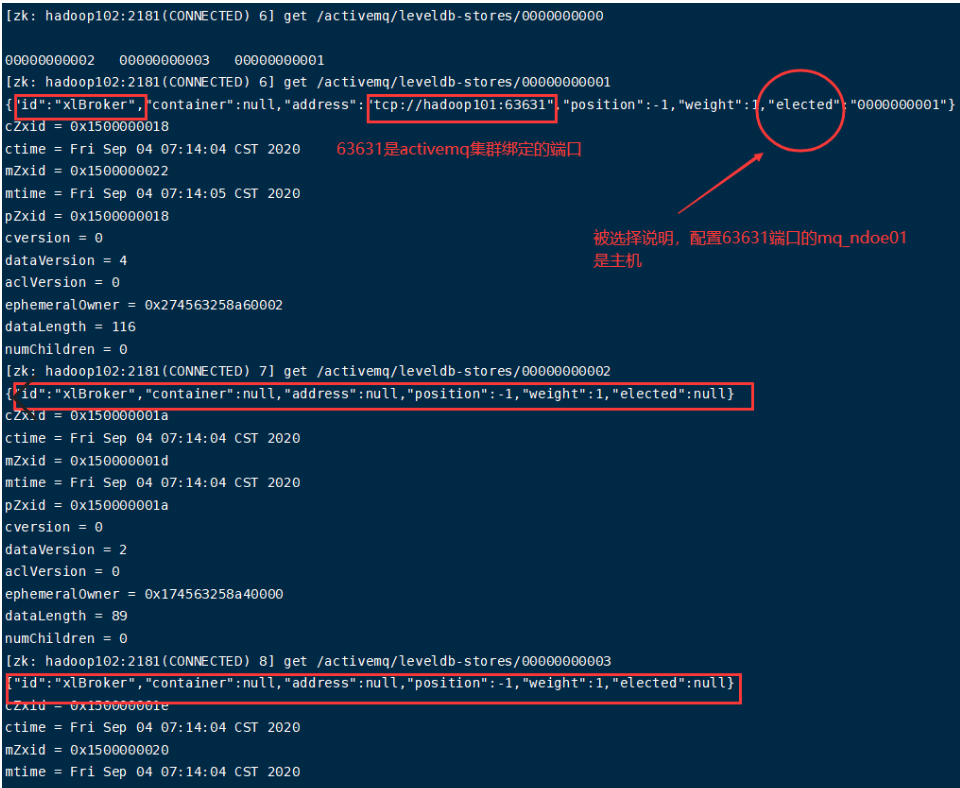 [zk: hadoop102:2181(CONNECTED) 6] get /activemq/leveldb-stores/0000000000
00000000002   00000000003   00000000001
[zk: hadoop102:2181(CONNECTED) 6] get /activemq/leveldb-stores/00000000001
{"id":"xlBroker","container":null,"address":"tcp://hadoop101:63631","position":-1,"weight":1,"elected":"0000000001"}
cZxid = 0x1500000018
ctime = Fri Sep 04 07:14:04 CST 2020
63631是activemq集群绑定的端口
mZxid = 0x1500000022
mtime = Fri Sep 04 07:14:05 CST 2020
pZxid = 0x1500000018
cversion = 0
被选择说明，配置63631端口的mq_ndoe01
是主机
dataVersion = 4
aclVersion = 0
ephemeralOwner = 0x274563258a60002
dataLength = 116
numChildren = 0
[zk: hadoop102:2181(CONNECTED) 7] get /activemq/leveldb-stores/00000000002
{"id":"xlBroker","container":null,"address":null,"position":-1,"weight":1,"elected":null}
cZxid = 0x150000001a
ctime = Fri Sep 04 07:14:04 CST 2020
mZxid = 0x150000001d
mtime = Fri Sep 04 07:14:04 CST 2020
pZxid = 0x150000001a
cversion = 0
dataVersion = 2
aclVersion = 0
ephemeralOwner = 0x174563258a40000
dataLength = 89
numChildren = 0
[zk: hadoop102:2181(CONNECTED) 8] get /activemq/leveldb-stores/00000000003
{"id":"xlBroker","container":null,"address":null,"position":-1,"weight":1,"elected":null}
cZxid = 0x150000001e
ctime = Fri Sep 04 07:14:04 CST 2020
mZxid = 0x1500000020
mtime = Fri Sep 04 07:14:04 CST 2020